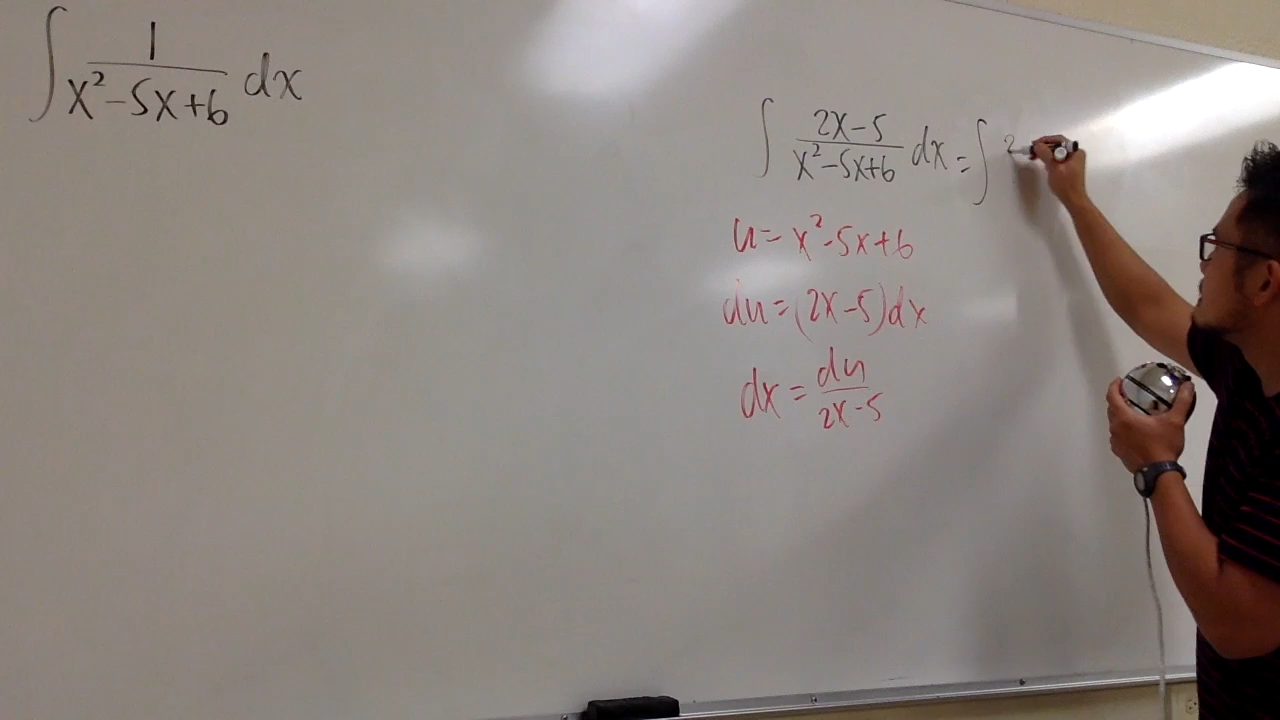 ∫ 1/(x²-5x+6) dx
∫ (2x-5)/(x²-5x+6) dx = ∫ 2
u = x²-5x+6
du = (2x-5)dx
dx = du/(2x-5)